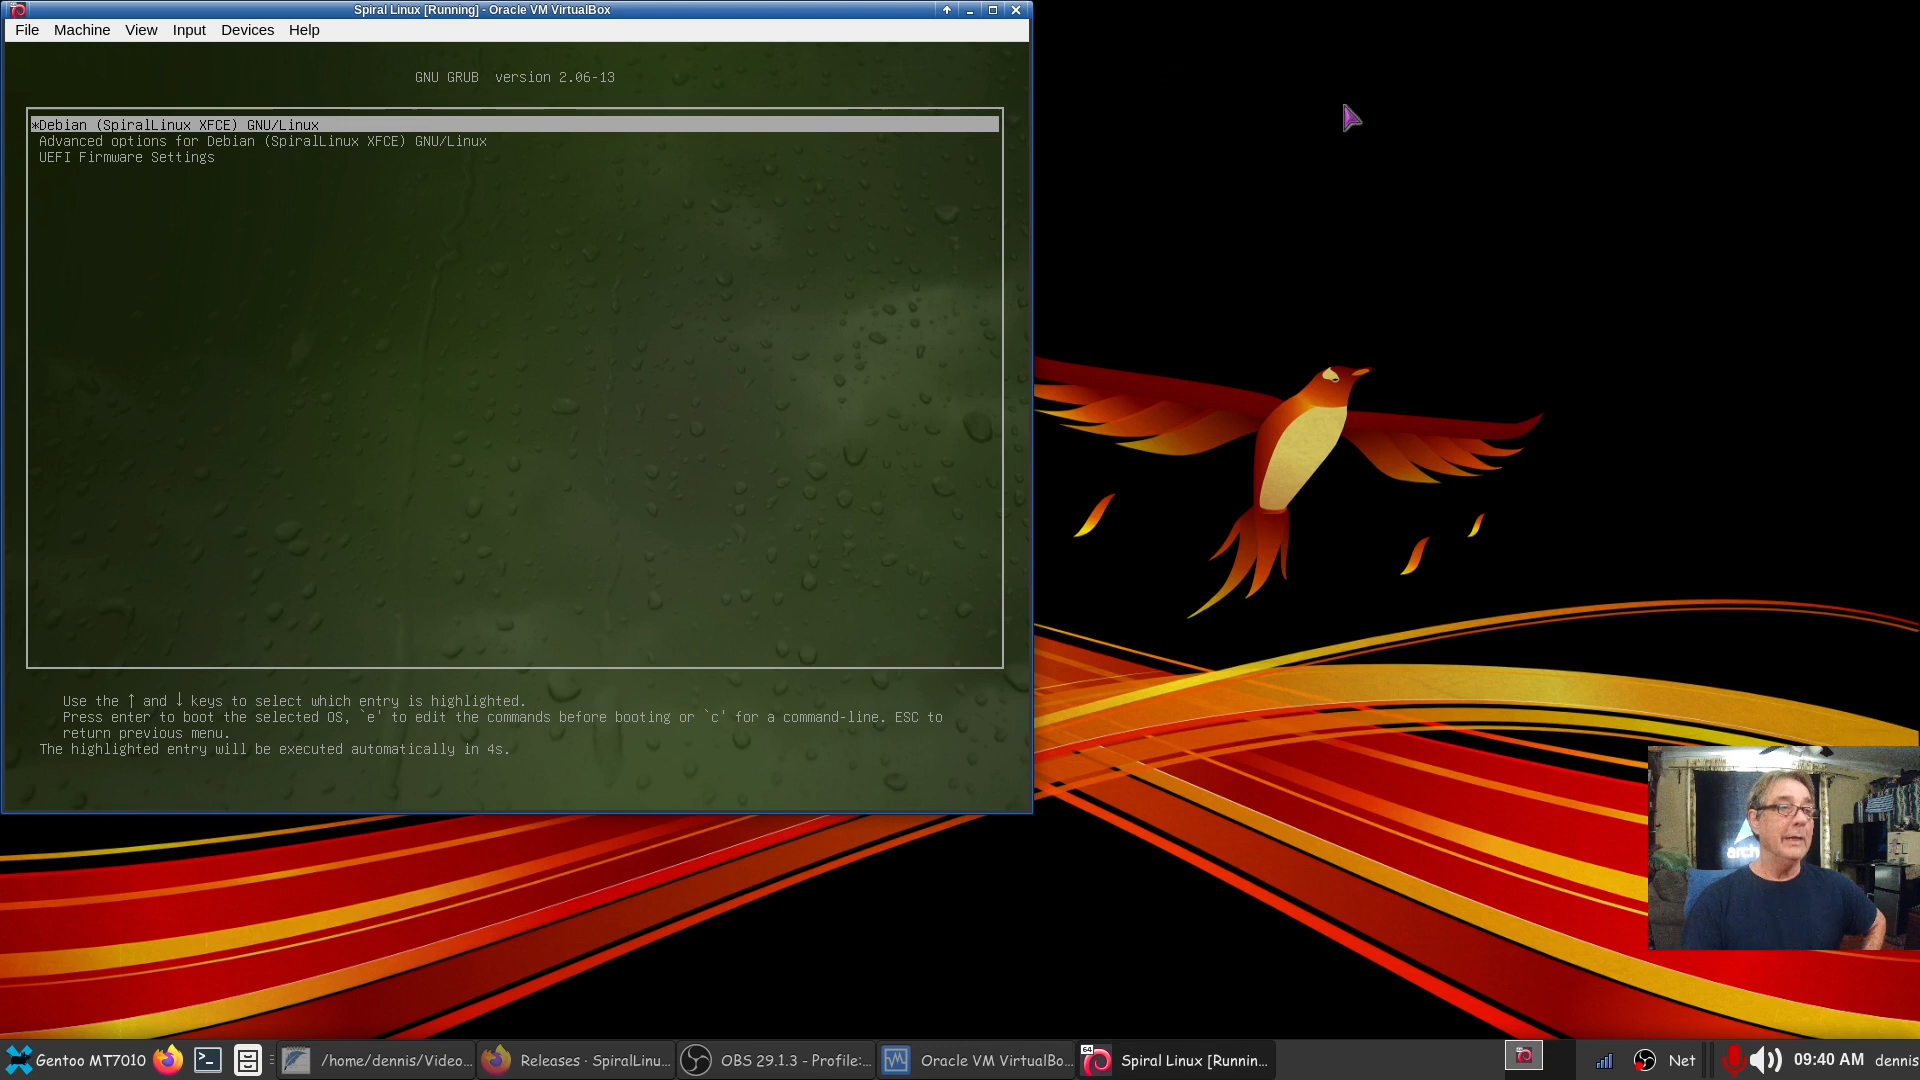 Spiral Linux [Running] - Oracle VM VirtualBox
File Machine View Input Devices Help
GNU GRUB version 2.06-13
*Debian (SpiralLinux XFCE) GNU/Linux
Advanced options for Debian (SpiralLinux XFCE) GNU/Linux
UEFI Firmware Settings
Use the ↑ and ↓ keys to select which entry is highlighted.
Press enter to boot the selected OS, `e' to edit the commands before booting or `c' for a command-line. ESC to
return previous menu.
The highlighted entry will be executed automatically in 4s.
arch
Gentoo MT7010 /home/dennis/Video... Releases · SpiralLinu... OBS 29.1.3 - Profile:... Oracle VM VirtualBo... 64 Spiral Linux [Runnin... Net 09:40 AM dennis